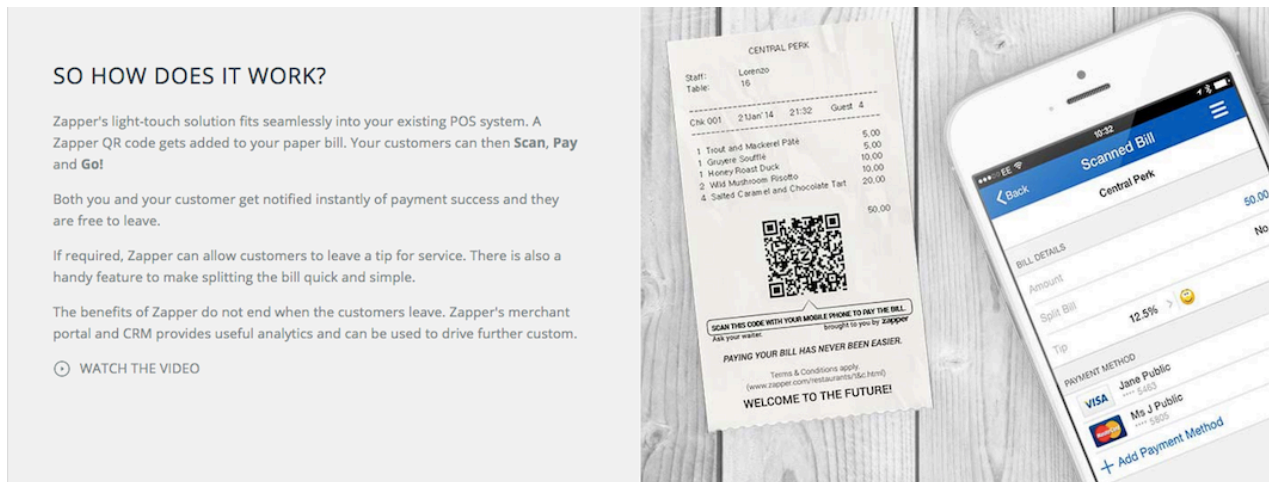 SO HOW DOES IT WORK?
Zapper's light-touch solution fits seamlessly into your existing POS system. A
Zapper QR code gets added to your paper bill. Your customers can then Scan, Pay
and Go!
Both you and your customer get notified instantly of payment success and they
are free to leave.
If required, Zapper can allow customers to leave a tip for service. There is also a
handy feature to make splitting the bill quick and simple.
The benefits of Zapper do not end when the customers leave. Zapper's merchant
portal and CRM provides useful analytics and can be used to drive further custom.
WATCH THE VIDEO
CENTRAL PERK
Staff: Lorenzo
Table: 16
Chk 001 21Jan'14 21:32 Guest 4
1 Trout and Mackerel Pâté 5,00
1 Gruyere Soufflé 5,00
1 Honey Roast Duck 10,00
2 Wild Mushroom Risotto 10,00
4 Salted Caramel and Chocolate Tart 20,00
50,00
SCAN THIS CODE WITH YOUR MOBILE PHONE TO PAY THE BILL.
Ask your waiter. brought to you by zapper
PAYING YOUR BILL HAS NEVER BEEN EASIER.
Terms & Conditions apply.
(www.zapper.com/restaurants/t&c.html)
WELCOME TO THE FUTURE!
EE 10:32
Back Scanned Bill
Central Perk
BILL DETAILS
Amount 50.00
Split Bill No
Tip 12.5%
PAYMENT METHOD
VISA Jane Public
**** 5463
MasterCard Ms J Public
**** 5805
+ Add Payment Method